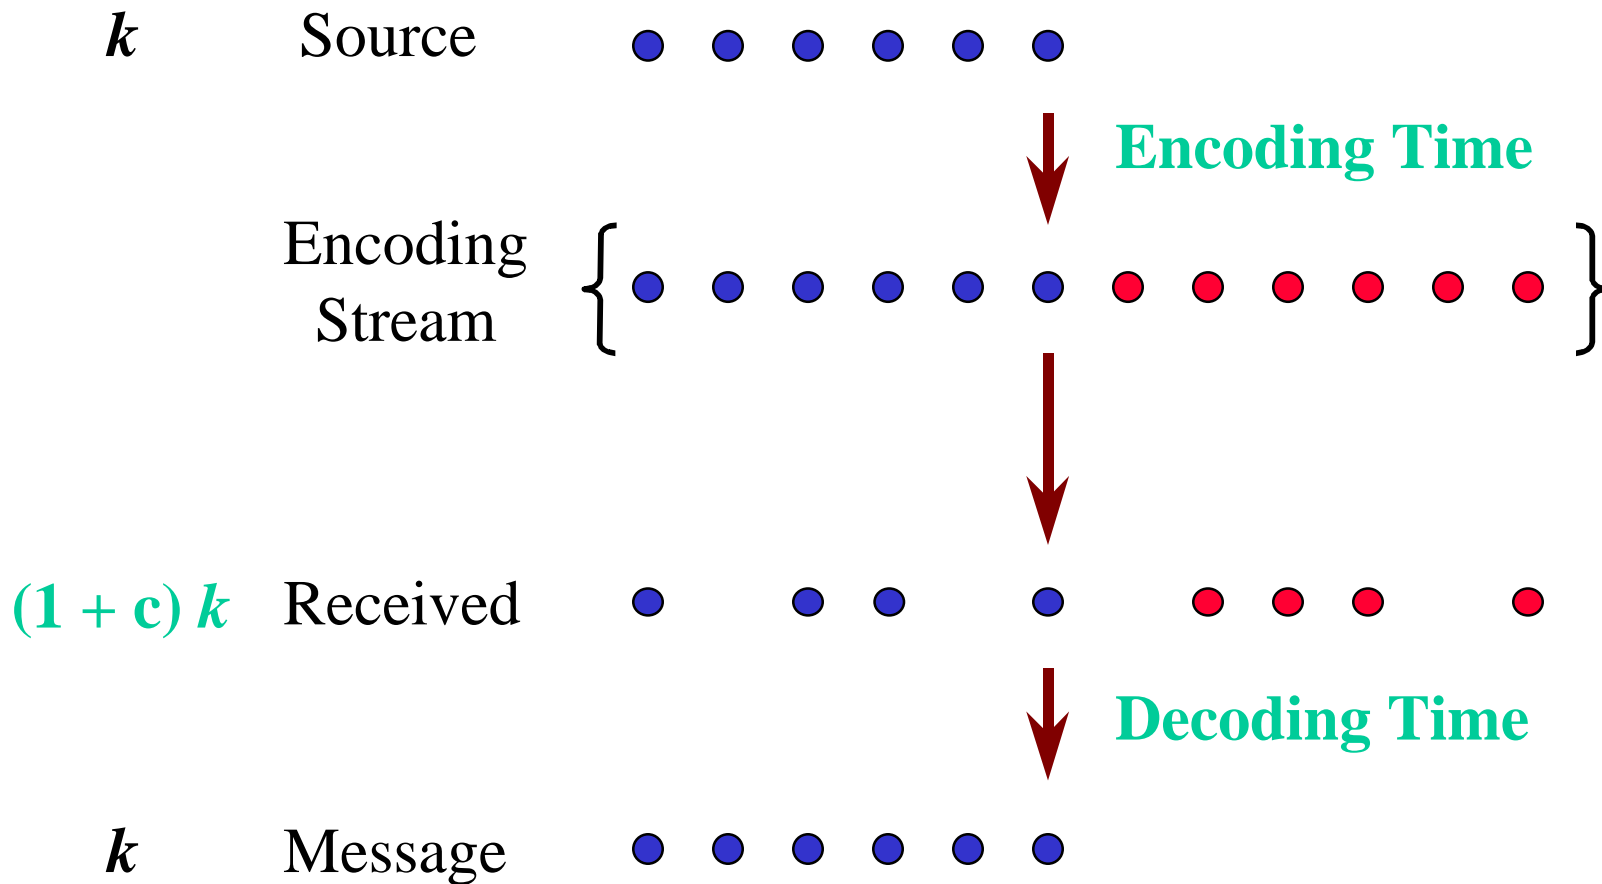 k Source
Encoding Time
Encoding
Stream
(1 + c) k Received
Decoding Time
k Message